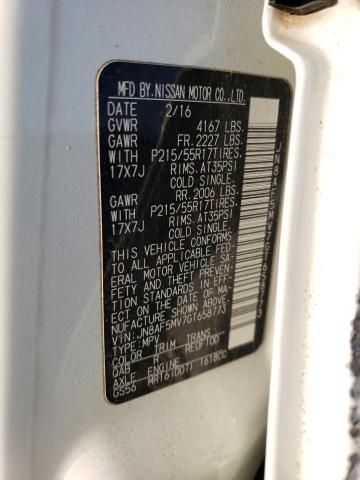 MFD BY.NISSAN MOTOR CO.,LTD.
DATE 2/16
GVWR 4167 LBS.
GAWR FR. 2227 LBS.
WITH P215/55R17TIRES,
17X7J RIMS,AT35PSI
COLD SINGLE.
GAWR RR. 2006 LBS.
WITH P215/55R17TIRES,
17X7J RIMS,AT35PSI
COLD SINGLE.
THIS VEHICLE CONFORMS
TO ALL APPLICABLE FED-
ERAL MOTOR VEHICLE SA-
FETY AND THEFT PREV-
ENTION STANDARDS IN EFF-
ECT ON THE DATE OF MA-
NUFACTURE SHOWN ABOVE.
VIN:JN8AF5MV7GT658773
TYPE:MPV
COLOR TRIM TRANS
QAB R RE0F10D
AXLE ENGINE
GS56 MR16(DDT) 1618CC